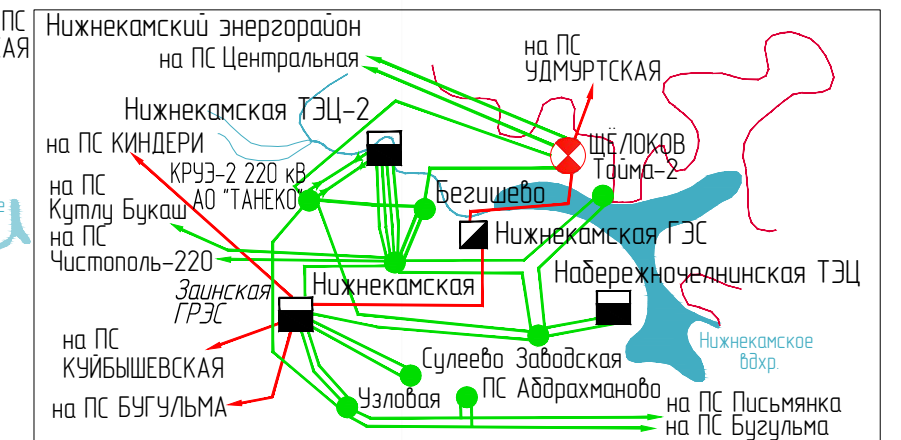 ПС
АЯ
Нижнекамский энергорайон
на ПС Центральная
на ПС
УДМУРТСКАЯ
Нижнекамская ТЭЦ-2
на ПС КИНДЕРИ
ЩЁЛОКОВ
Тойма-2
КРУЭ-2 220 кВ
АО "ТАНЕКО"
на ПС
Кутлу Букаш
Бегишево
на ПС
Чистополь-220
Нижнекамская ГЭС
Набережночелнинская ТЭЦ
Нижнекамская
Заинская
ГРЭС
на ПС
КУЙБЫШЕВСКАЯ
Сулеево Заводская
Нижнекамское
вдхр.
ПС Абдрахманово
Узловая
на ПС БУГУЛЬМА
на ПС Письмянка
на ПС Бугульма